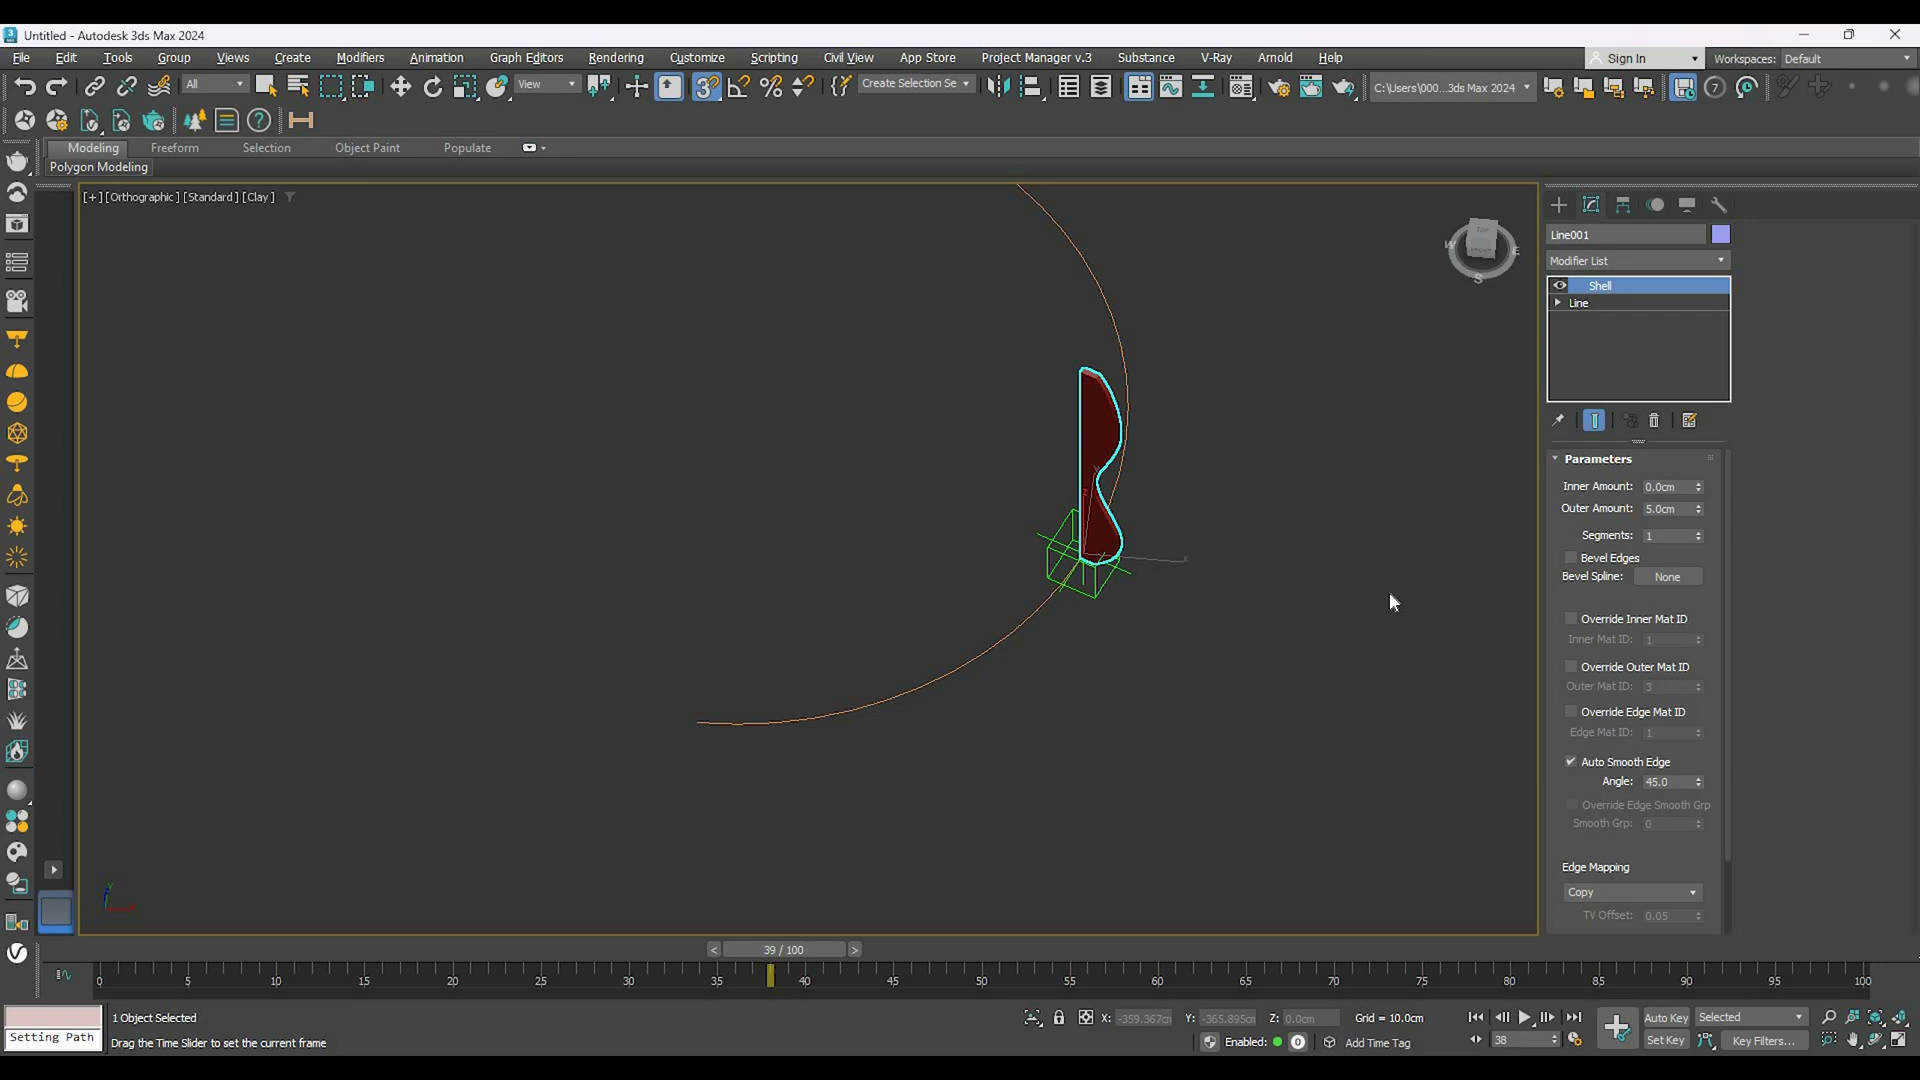 Untitled - Autodesk 3ds Max 2024
File Edit Tools Group Views Create Modifiers Animation Graph Editors Rendering Customize Scripting Civil View App Store Project Manager v.3 Substance V-Ray Arnold Help
Sign In
Workspaces: Default
All
View
Create Selection Se
C:\Users\000...3ds Max 2024
7
Modeling Freeform Selection Object Paint Populate
Polygon Modeling
[+] [Orthographic] [Standard] [Clay]
TOP
W
E
S
x
Line001
Modifier List
Shell
Line
Parameters
Inner Amount: 0.0cm
Outer Amount: 5.0cm
Segments: 1
Bevel Edges
Bevel Spline: None
Override Inner Mat ID
Inner Mat ID: 1
Override Outer Mat ID
Outer Mat ID: 3
Override Edge Mat ID
Edge Mat ID: 1
Auto Smooth Edge
Angle: 45.0
Override Edge Smooth Grp
Smooth Grp: 0
Edge Mapping
Copy
TV Offset: 0.05
< 39 / 100 >
0 5 10 15 20 25 30 35 40 45 50 55 60 65 70 75 80 85 90 95 100
1 Object Selected
X: -359.367cm Y: -365.895cm Z: 0.0cm Grid = 10.0cm
Auto Key Selected
Setting Path
Drag the Time Slider to set the current frame
Enabled: 0 Add Time Tag
38
Set Key Key Filters...